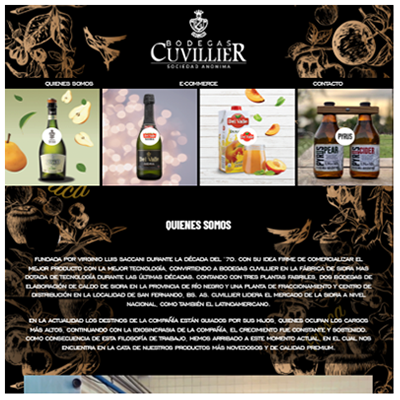 BODEGAS
CUVILLIER
SOCIEDAD ANONIMA
QUIENES SOMOS
E-COMMERCE
CONTACTO
PYRUS
PEAR
CIDER
QUIENES SOMOS
FUNDADA POR VIRGINIO LUIS SACCANI DURANTE LA DÉCADA DEL ´70. CON SU IDEA FIRME DE COMERCIALIZAR EL
MEJOR PRODUCTO CON LA MEJOR TECNOLOGÍA, CONVIRTIENDO A BODEGAS CUVILLIER EN LA FÁBRICA DE SIDRA MAS
DOTADA DE TECNOLOGÍA DURANTE LAS ÚLTIMAS DÉCADAS. CONTANDO CON TRES PLANTAS FABRILES, DOS BODEGAS DE
ELABORACIÓN DE CALDO DE SIDRA EN LA PROVINCIA DE RÍO NEGRO Y UNA PLANTA DE FRACCIONAMIENTO Y CENTRO DE
DISTRIBUCIÓN EN LA LOCALIDAD DE SAN FERNANDO, BS. AS. CUVILLIER LIDERA EL MERCADO DE LA SIDRA A NIVEL
NACIONAL, COMO TAMBIÉN EL LATINOAMERICANO.
EN LA ACTUALIDAD LOS DESTINOS DE LA COMPAÑÍA ESTÁN GUIADOS POR SUS HIJOS, QUIENES OCUPAN LOS CARGOS
MÁS ALTOS, CONTINUANDO CON LA IDIOSINCRASIA DE LA COMPAÑÍA, EL CRECIMIENTO FUE CONSTANTE Y SOSTENIDO.
COMO CONSECUENCIA DE ESTA FILOSOFÍA DE TRABAJO, HEMOS ARRIBADO A ESTE MOMENTO ACTUAL, EN EL CUAL NOS
ENCUENTRA EN LA CATA DE NUESTROS PRODUCTOS MÁS NOVEDOSOS Y DE CALIDAD PREMIUM.